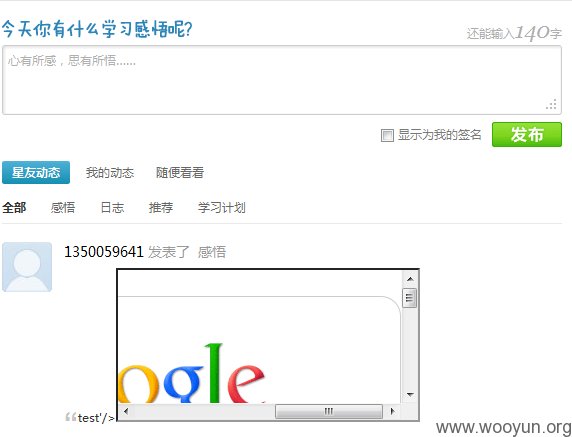 今天你有什么学习感悟呢?
还能输入140字
心有所感，思有所悟......
显示为我的签名 发布
星友动态 我的动态 随便看看
全部 感悟 日志 推荐 学习计划
1350059641 发表了 感悟
ogle
“test'/>
www.wooyun.org